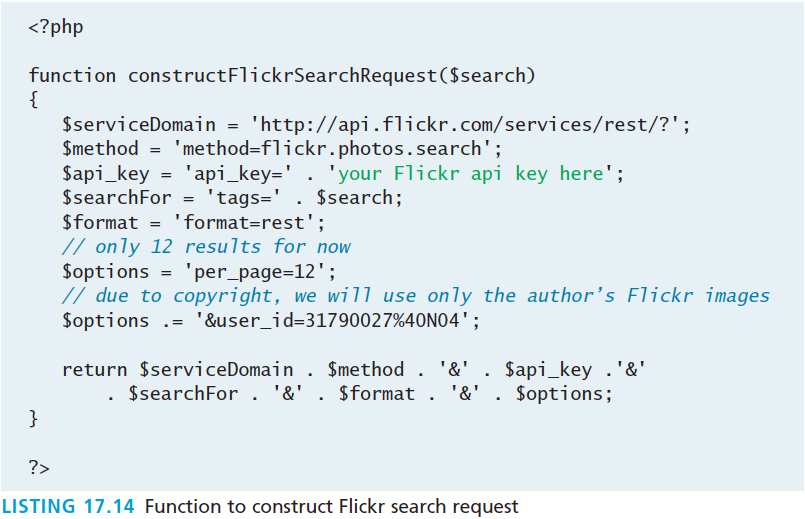 <?php
function constructFlickrSearchRequest($search)
{
$serviceDomain = 'http://api.flickr.com/services/rest/?';
$method = 'method=flickr.photos.search';
$api_key = 'api_key=' . 'your Flickr api key here';
$searchFor = 'tags=' . $search;
$format = 'format=rest';
// only 12 results for now
$options = 'per_page=12';
// due to copyright, we will use only the author’s Flickr images
$options .= '&user_id=31790027%40N04';
return $serviceDomain . $method . '&' . $api_key .'&'
. $searchFor . '&' . $format . '&' . $options;
}
?>
LISTING 17.14 Function to construct Flickr search request